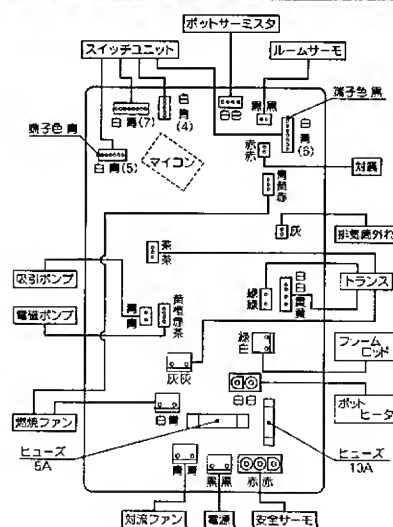 ポットサーミスタ
スイッチユニット
ルームサーモ
端子色 黒
白
青
(4)
白白
黒黒
端子色 青
白 青(7)
白
青
(6)
赤
赤
白 青(5)
マイコン
対震
青
黄
赤
灰
排気筒外れ
茶
茶
吸引ポンプ
白
白
黄
黄
緑
緑
トランス
電磁ポンプ
青
青
黄
橙
赤
茶
緑
白
フレーム
ロッド
灰灰
白白
ポット
ヒータ
燃焼ファン
白青
ヒューズ
5A
ヒューズ
10A
青 青
黒黒
赤 赤
対流ファン
電源
安全サーモ